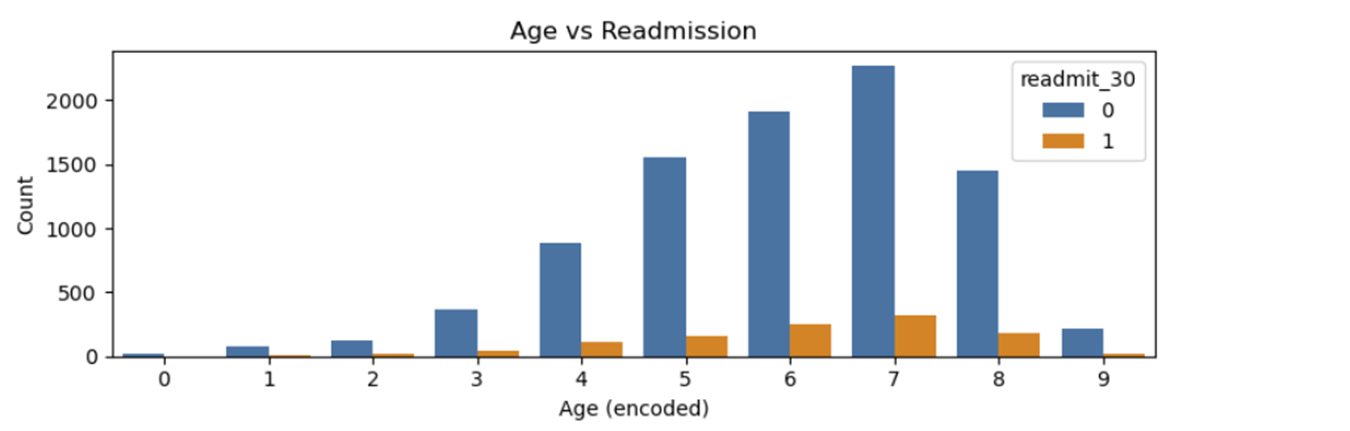 Age vs Readmission
readmit_30
0
1
2000
1500
1000
500
0
Count
0 1 2 3 4 5 6 7 8 9
Age (encoded)